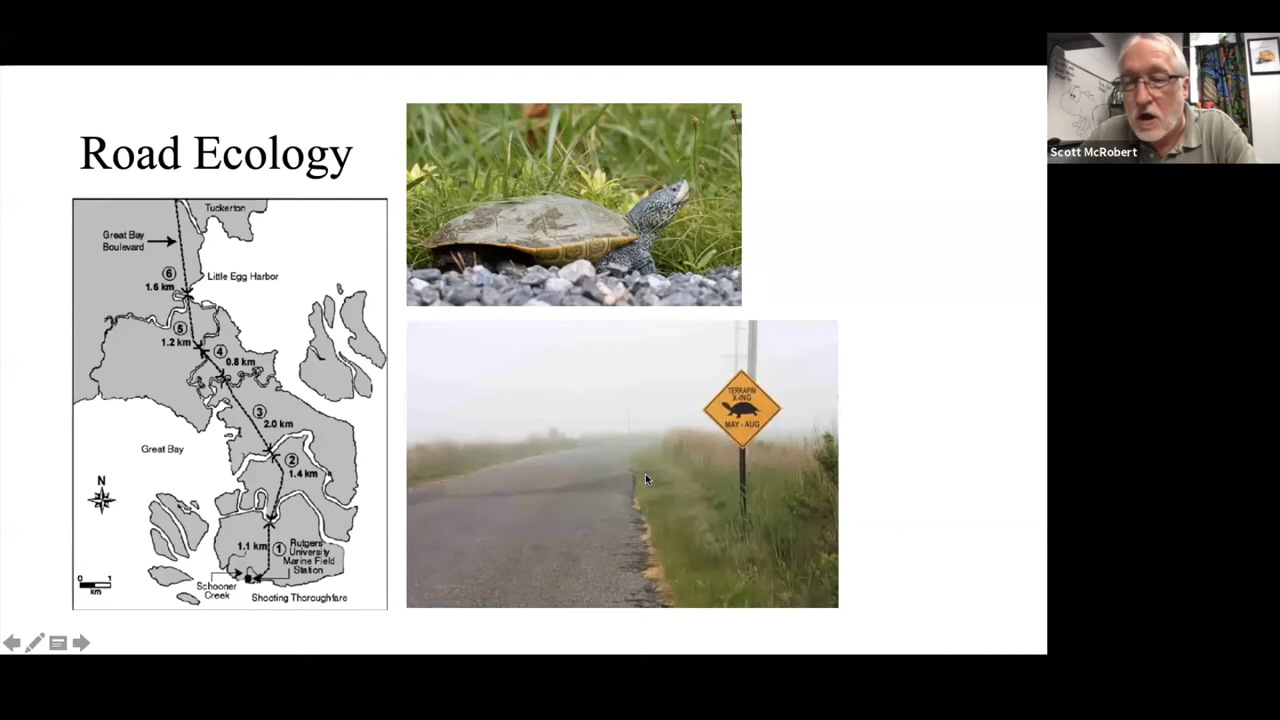 Road Ecology
Tuckerton
Great Bay
Boulevard
6
1.6 km
Little Egg Harbor
5
1.2 km
4
0.8 km
3
2.0 km
Great Bay
2
1.4 km
N
1.1 km
1
Rutgers
University
Marine Field
Station
0 1
km
Schooner
Creek
Shooting Thoroughfare
TERRAPIN
X-ING
MAY - AUG
Scott McRobert